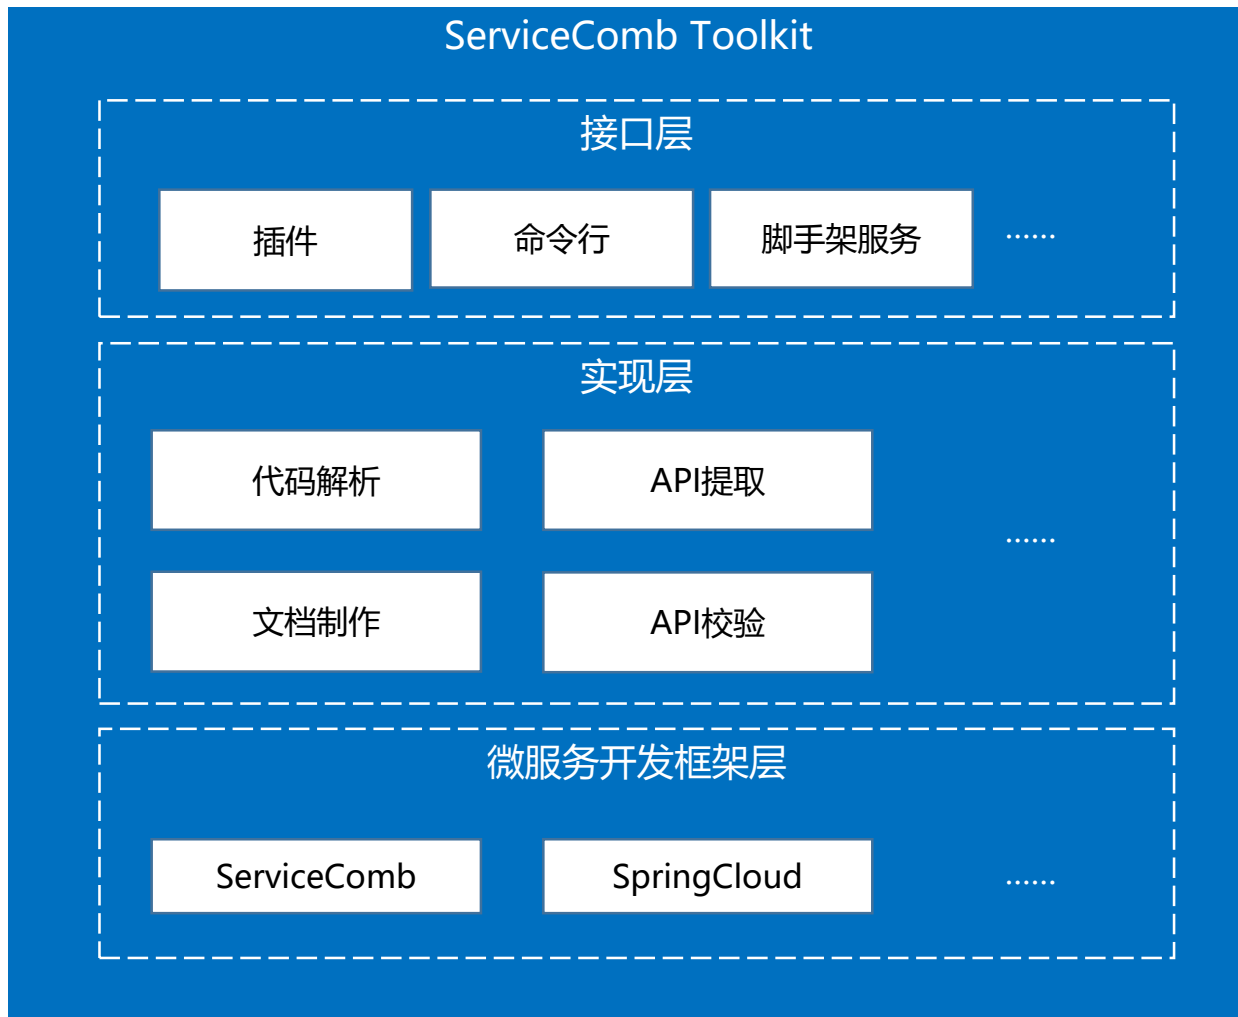 ServiceComb Toolkit
接口层
插件
命令行
脚手架服务
......
实现层
代码解析
API提取
......
文档制作
API校验
微服务开发框架层
ServiceComb
SpringCloud
......